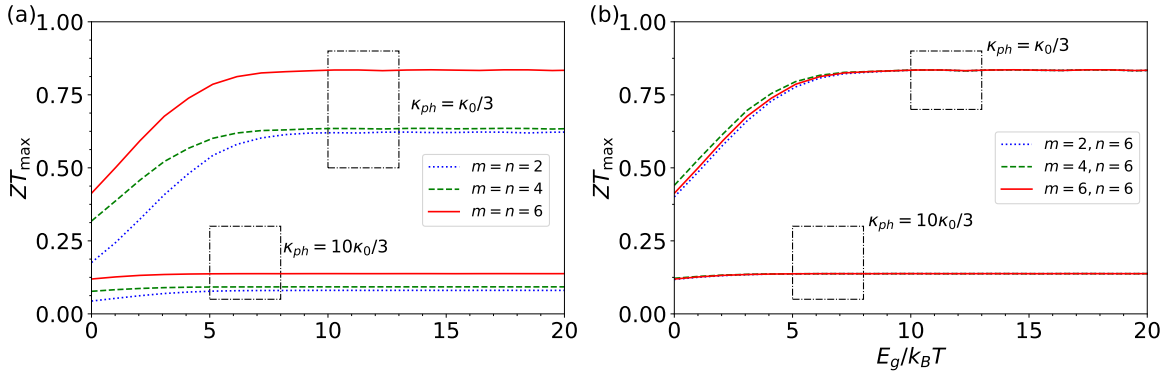 (a)
1.00
0.75
0.50
0.25
0.00
ZT_max
κ_ph = κ_0/3
m = n = 2
m = n = 4
m = n = 6
κ_ph = 10κ_0/3
0 5 10 15 20
(b)
1.00
0.75
0.50
0.25
0.00
ZT_max
κ_ph = κ_0/3
m = 2, n = 6
m = 4, n = 6
m = 6, n = 6
κ_ph = 10κ_0/3
0 5 10 15 20
E_g/k_BT